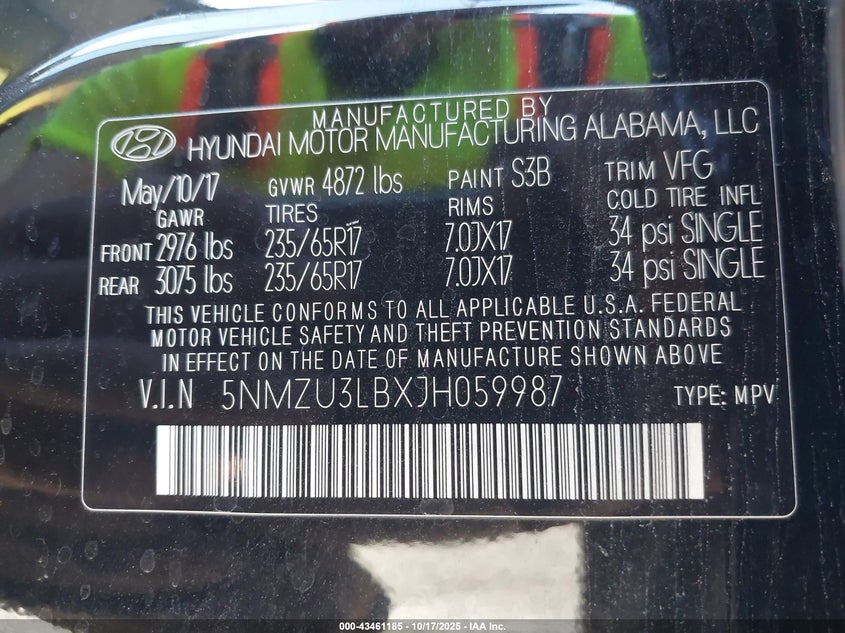 MANUFACTURED BY
HYUNDAI MOTOR MANUFACTURING ALABAMA, LLC
May/10/17 GVWR 4872 lbs PAINT S3B TRIM VFG
GAWR TIRES RIMS COLD TIRE INFL
FRONT 2976 lbs 235/65R17 7.0JX17 34 psi SINGLE
REAR 3075 lbs 235/65R17 7.0JX17 34 psi SINGLE
THIS VEHICLE CONFORMS TO ALL APPLICABLE U.S.A. FEDERAL
MOTOR VEHICLE SAFETY AND THEFT PREVENTION STANDARDS
IN EFFECT ON THE DATE OF MANUFACTURE SHOWN ABOVE
V.I.N 5NMZU3LBXJH059987 TYPE: MPV
000-43461185 - 10/17/2025 - IAA Inc.